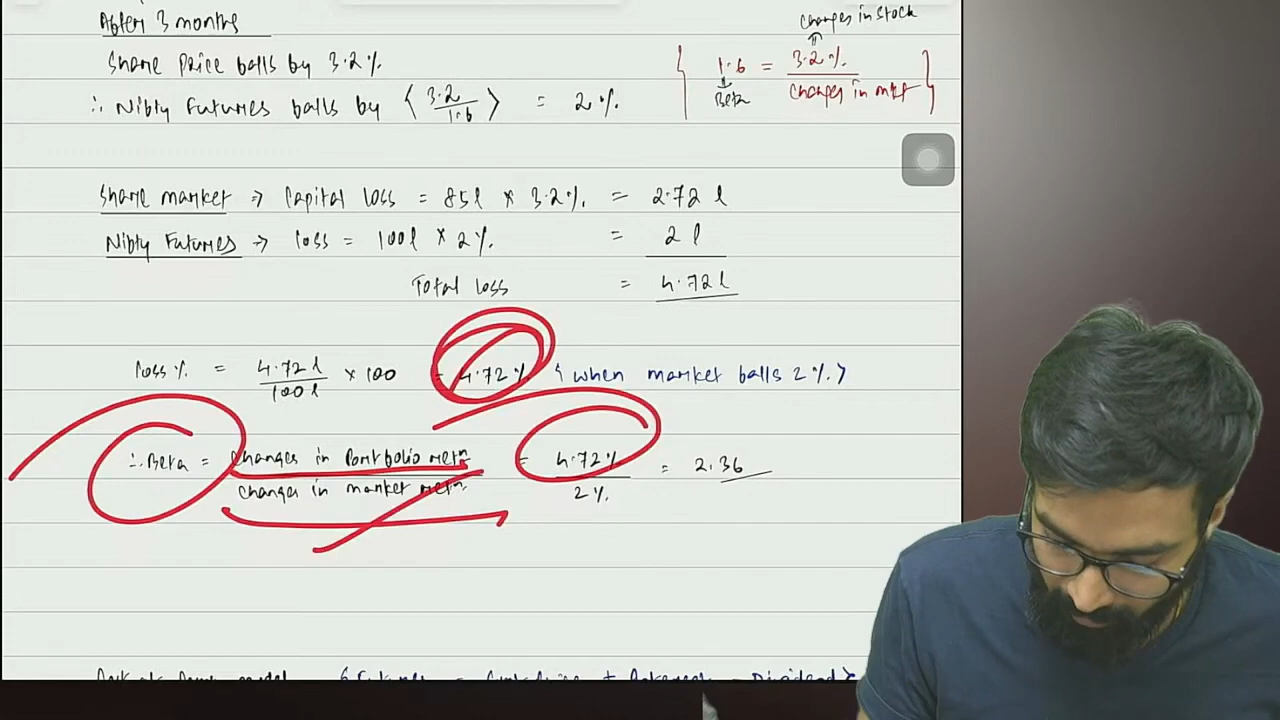 After 3 months
Share price falls by 3.2%
∴ Nifty Futures falls by < 3.2 / 1.6 > = 2%
changes in stock
{ 1.6 = 3.2% / changes in mkt }
Beta
Share market → Capital loss = 85l * 3.2% = 2.72 l
Nifty Futures → loss = 100l * 2% = 2 l
Total loss = 4.72 l
loss% = 4.72 l / 100 l × 100 = 4.72% < when market falls 2% >
∴ Beta = changes in Portfolio retn / changes in market retn = 4.72% / 2% = 2.36